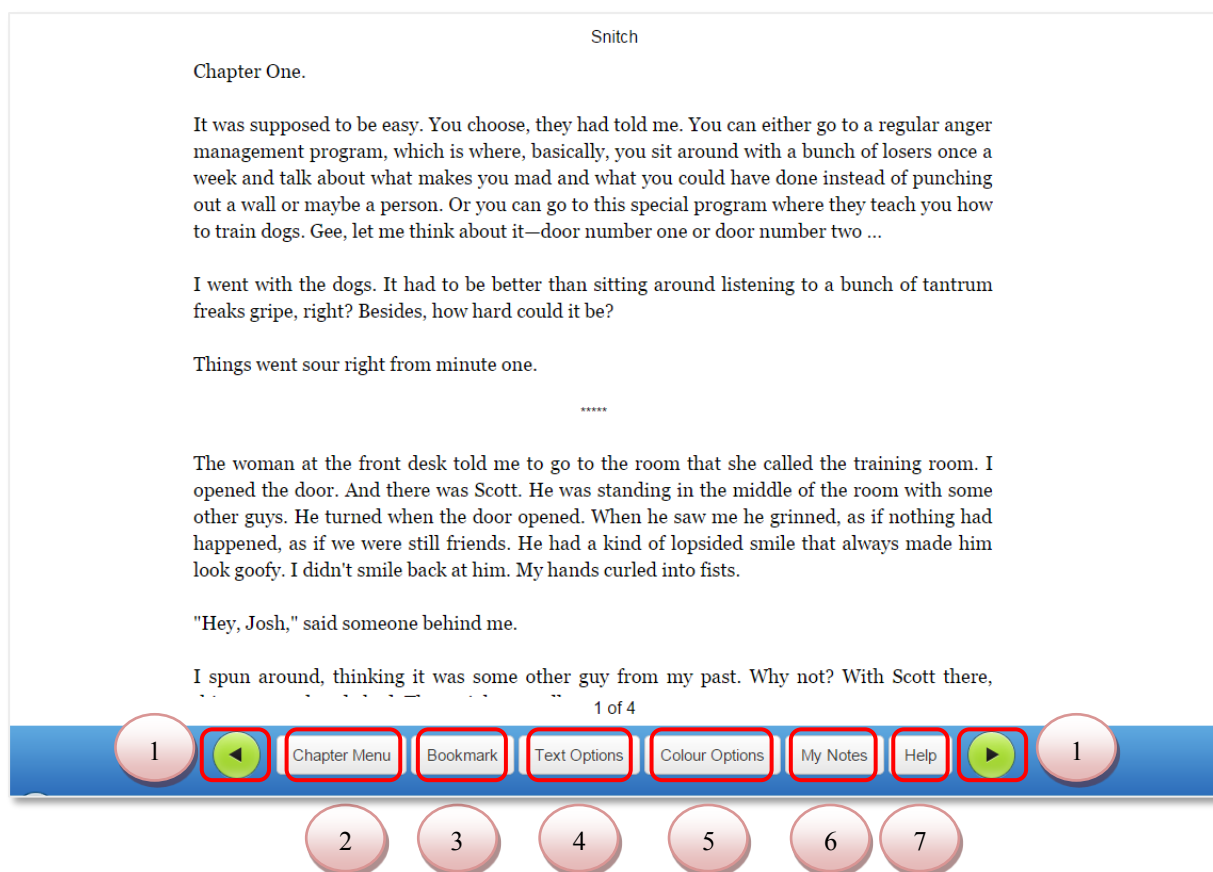 Snitch
Chapter One.
It was supposed to be easy. You choose, they had told me. You can either go to a regular anger
management program, which is where, basically, you sit around with a bunch of losers once a
week and talk about what makes you mad and what you could have done instead of punching
out a wall or maybe a person. Or you can go to this special program where they teach you how
to train dogs. Gee, let me think about it—door number one or door number two ...
I went with the dogs. It had to be better than sitting around listening to a bunch of tantrum
freaks gripe, right? Besides, how hard could it be?
Things went sour right from minute one.
*****
The woman at the front desk told me to go to the room that she called the training room. I
opened the door. And there was Scott. He was standing in the middle of the room with some
other guys. He turned when the door opened. When he saw me he grinned, as if nothing had
happened, as if we were still friends. He had a kind of lopsided smile that always made him
look goofy. I didn't smile back at him. My hands curled into fists.
"Hey, Josh," said someone behind me.
I spun around, thinking it was some other guy from my past. Why not? With Scott there,
1 of 4
1 Chapter Menu Bookmark Text Options Colour Options My Notes Help 1
2 3 4 5 6 7